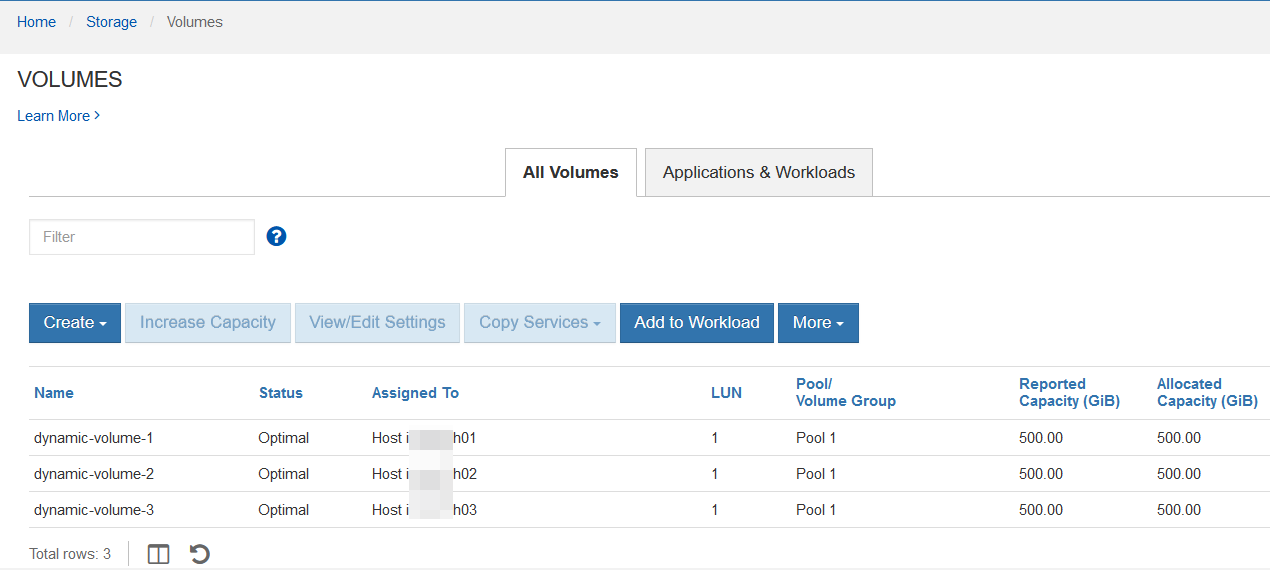 Home / Storage / Volumes
VOLUMES
Learn More >
All Volumes Applications & Workloads
Filter ?
Create Increase Capacity View/Edit Settings Copy Services Add to Workload More
Name Status Assigned To LUN Pool/ Volume Group Reported Capacity (GiB) Allocated Capacity (GiB)
dynamic-volume-1 Optimal Host i h01 1 Pool 1 500.00 500.00
dynamic-volume-2 Optimal Host i h02 1 Pool 1 500.00 500.00
dynamic-volume-3 Optimal Host i h03 1 Pool 1 500.00 500.00
Total rows: 3